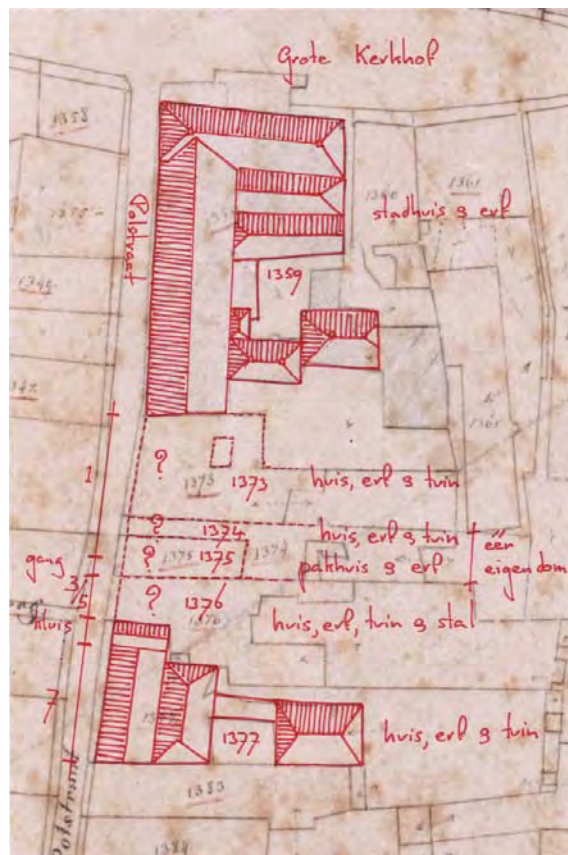 Grote Kerkhof
1358
1360
1361
stadhuis & erf
Polstraat
1359
1
?
1373
1373
huis, erf & tuin
?
1374
huis, erf & tuin
één
eigendom
gang
?
1375
1375
1374
pakhuis & erf
3/5
?
1376
1376
huis, erf, tuin & stal
kluis
7
1377
huis, erf & tuin
1383
Polstraat
1384